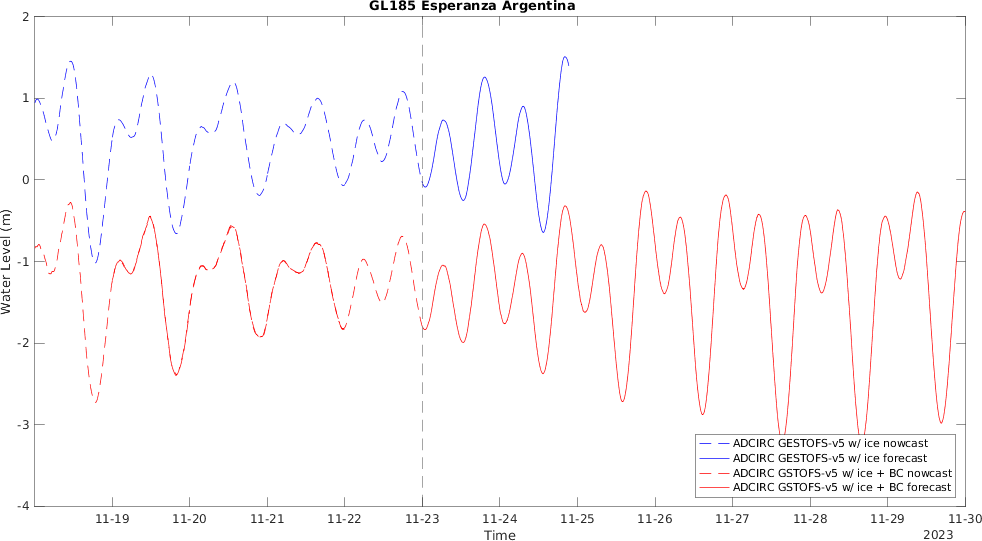 GL185 Esperanza Argentina
2
1
0
-1
-2
-3
-4
Water Level (m)
ADCIRC GESTOFS-v5 w/ ice nowcast
ADCIRC GESTOFS-v5 w/ ice forecast
ADCIRC GSTOFS-v5 w/ ice + BC nowcast
ADCIRC GSTOFS-v5 w/ ice + BC forecast
11-19 11-20 11-21 11-22 11-23 11-24 11-25 11-26 11-27 11-28 11-29 11-30
Time
2023